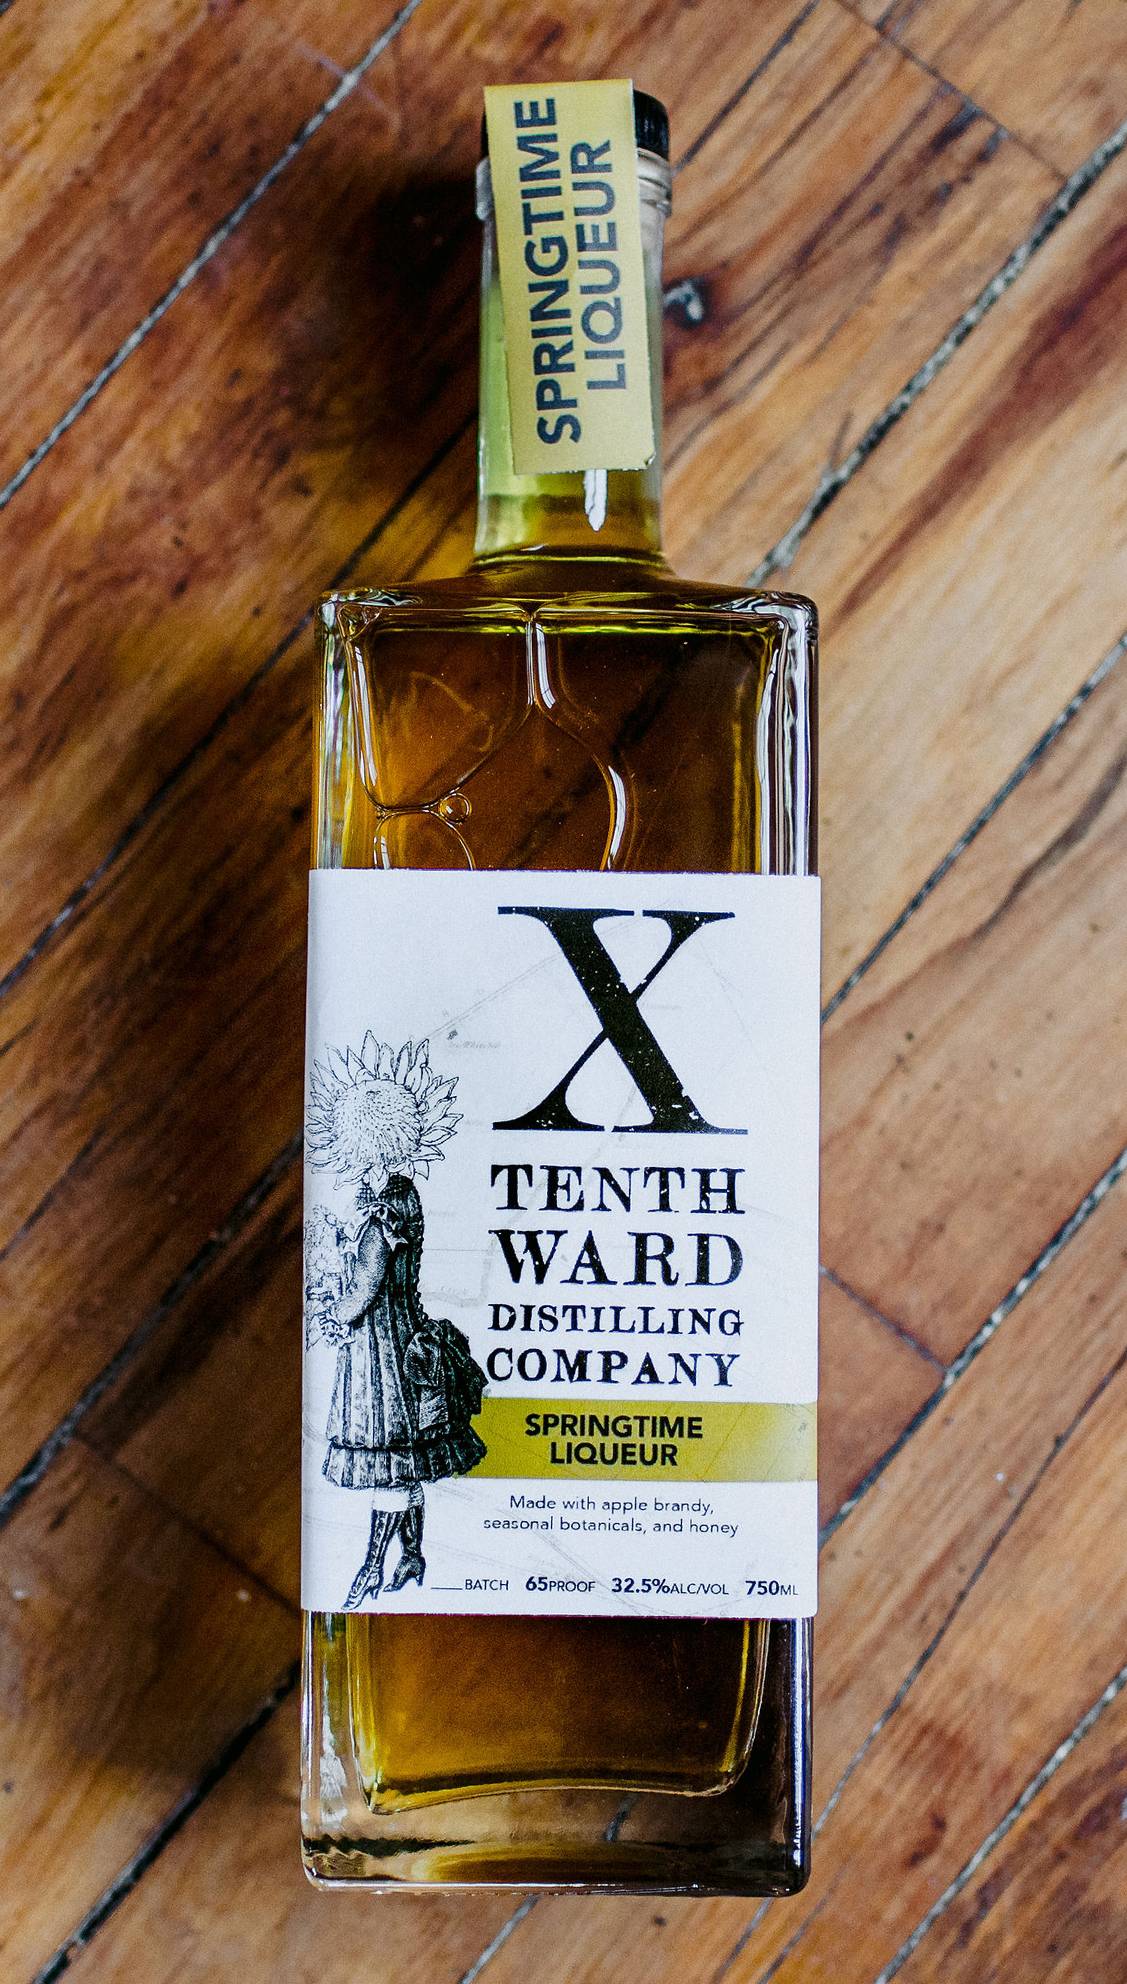 SPRINGTIME
LIQUEUR
X
TENTH
WARD
DISTILLING
COMPANY
SPRINGTIME
LIQUEUR
Made with apple brandy,
seasonal botanicals, and honey
___BATCH 65PROOF 32.5%ALC/VOL 750ML